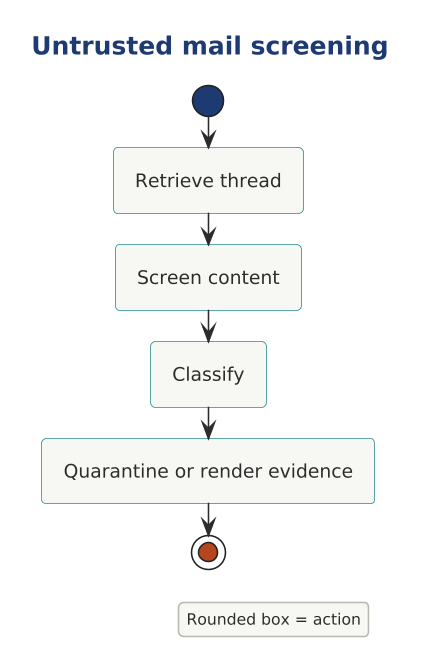 Untrusted mail screening
Retrieve thread
Screen content
Classify
Quarantine or render evidence
Rounded box = action